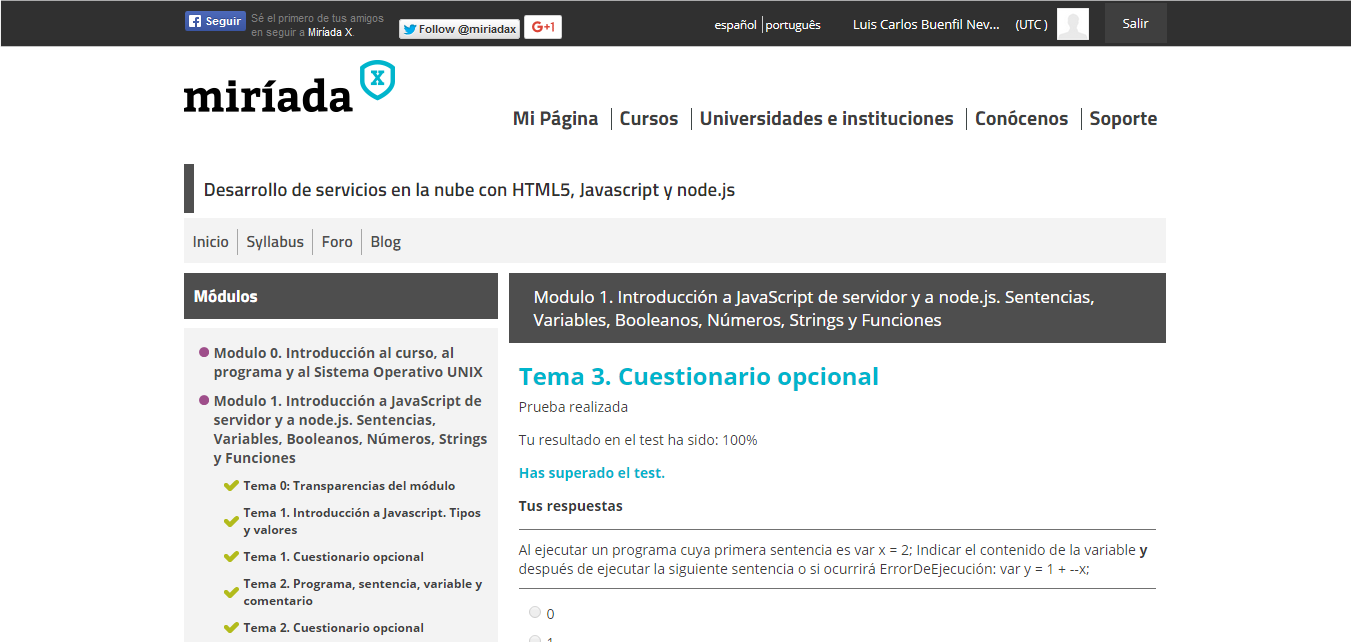 Seguir
Sé el primero de tus amigos
en seguir a Miríada X.
Follow @miriadax
G+1
español
português
Luis Carlos Buenfil Nev...
(UTC )
Salir
miríada X
Mi Página
Cursos
Universidades e instituciones
Conócenos
Soporte
Desarrollo de servicios en la nube con HTML5, Javascript y node.js
Inicio
Syllabus
Foro
Blog
Módulos
Modulo 0. Introducción al curso, al
programa y al Sistema Operativo UNIX
Modulo 1. Introducción a JavaScript de
servidor y a node.js. Sentencias,
Variables, Booleanos, Números, Strings
y Funciones
Tema 0: Transparencias del módulo
Tema 1. Introducción a Javascript. Tipos
y valores
Tema 1. Cuestionario opcional
Tema 2. Programa, sentencia, variable y
comentario
Tema 2. Cuestionario opcional
Modulo 1. Introducción a JavaScript de servidor y a node.js. Sentencias,
Variables, Booleanos, Números, Strings y Funciones
Tema 3. Cuestionario opcional
Prueba realizada
Tu resultado en el test ha sido: 100%
Has superado el test.
Tus respuestas
Al ejecutar un programa cuya primera sentencia es var x = 2; Indicar el contenido de la variable y
después de ejecutar la siguiente sentencia o si ocurrirá ErrorDeEjecución: var y = 1 + --x;
0
1